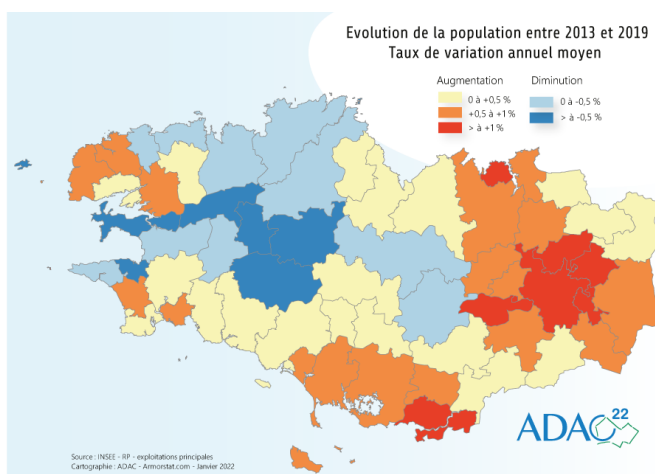 Evolution de la population entre 2013 et 2019
Taux de variation annuel moyen
Augmentation
0 à +0,5 %
+0,5 à +1 %
> à +1 %
Diminution
0 à -0,5 %
> à -0,5 %
ADAC 22
Source : INSEE - RP - exploitations principales
Cartographie : ADAC - Armorstat.com - Janvier 2022